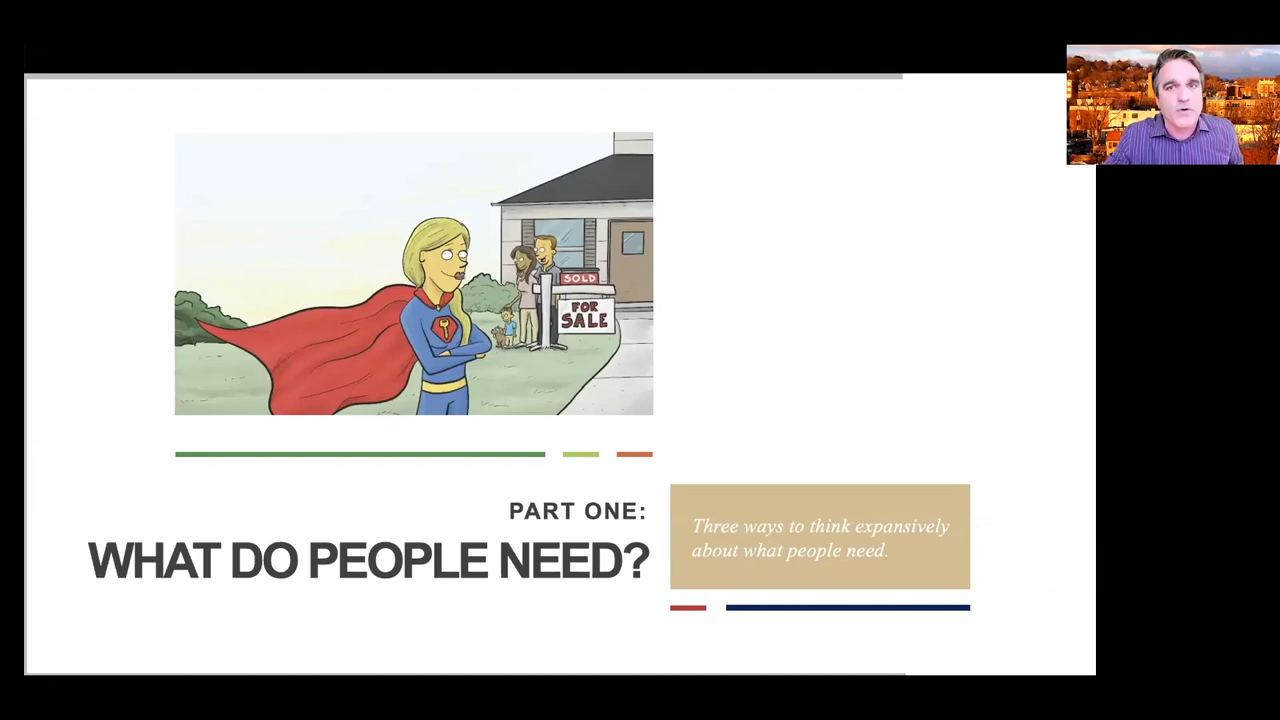 SOLD
FOR
SALE
PART ONE:
WHAT DO PEOPLE NEED?
Three ways to think expansively
about what people need.